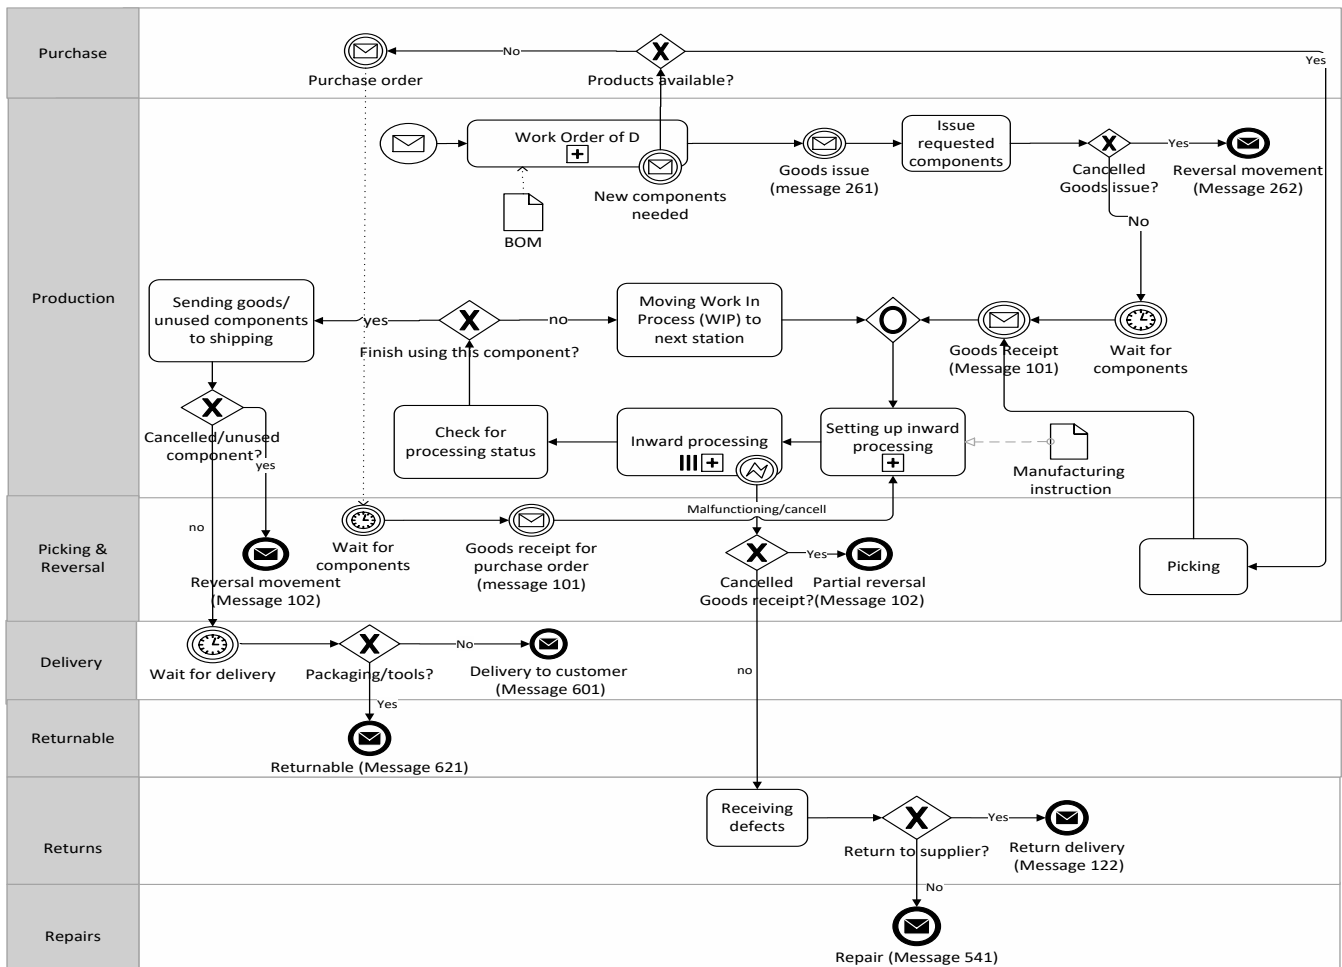 Purchase
No
Yes
Purchase order
Products available?
Production
Work Order of D
Issue
requested
components
New components
needed
Goods issue
(message 261)
Cancelled
Goods issue?
Yes
Reversal movement
(Message 262)
BOM
No
Sending goods/
unused components
to shipping
yes
no
Finish using this component?
Moving Work In
Process (WIP) to
next station
Goods Receipt
(Message 101)
Wait for
components
Cancelled/unused
component?
yes
Check for
processing status
Inward processing
Setting up inward
processing
Manufacturing
instruction
Malfunctioning/cancell
no
Picking &
Reversal
Reversal movement
(Message 102)
Wait for
components
Goods receipt for
purchase order
(message 101)
Yes
Cancelled
Goods receipt?
Partial reversal
(Message 102)
Picking
Delivery
Wait for delivery
Packaging/tools?
No
Delivery to customer
(Message 601)
no
Yes
Returnable
Returnable (Message 621)
Returns
Receiving
defects
Return to supplier?
Yes
Return delivery
(Message 122)
No
Repairs
Repair (Message 541)